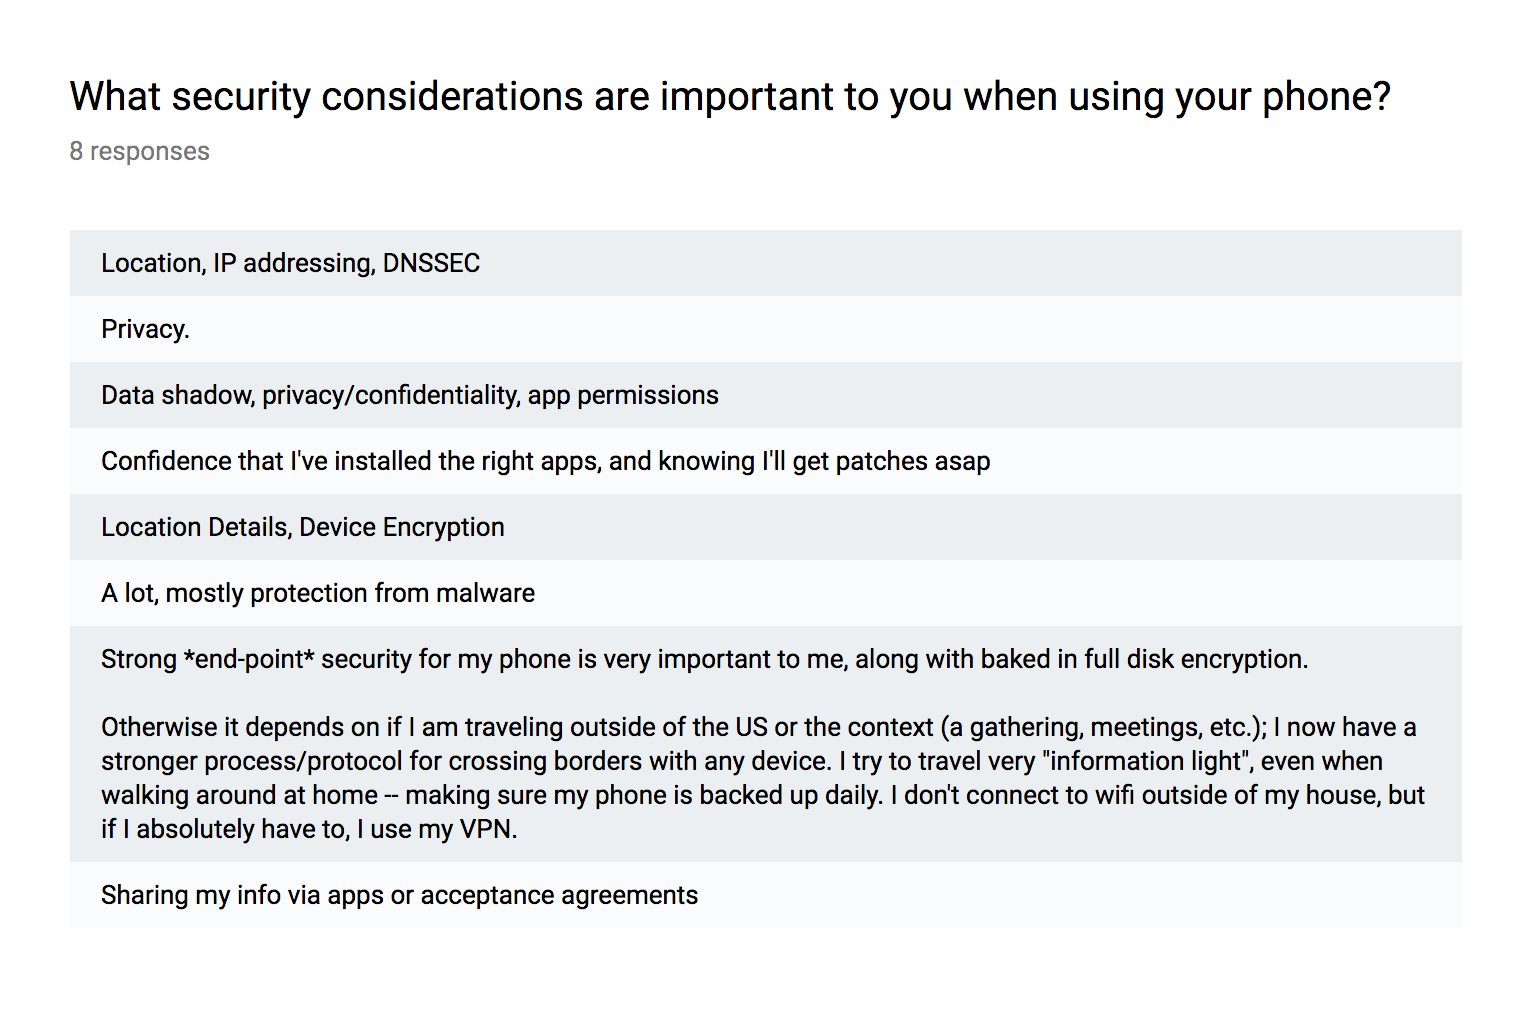 What security considerations are important to you when using your phone?
8 responses
Location, IP addressing, DNSSEC
Privacy.
Data shadow, privacy/confidentiality, app permissions
Confidence that I've installed the right apps, and knowing I'll get patches asap
Location Details, Device Encryption
A lot, mostly protection from malware
Strong *end-point* security for my phone is very important to me, along with baked in full disk encryption.
Otherwise it depends on if I am traveling outside of the US or the context (a gathering, meetings, etc.); I now have a
stronger process/protocol for crossing borders with any device. I try to travel very "information light", even when
walking around at home -- making sure my phone is backed up daily. I don't connect to wifi outside of my house, but
if I absolutely have to, I use my VPN.
Sharing my info via apps or acceptance agreements